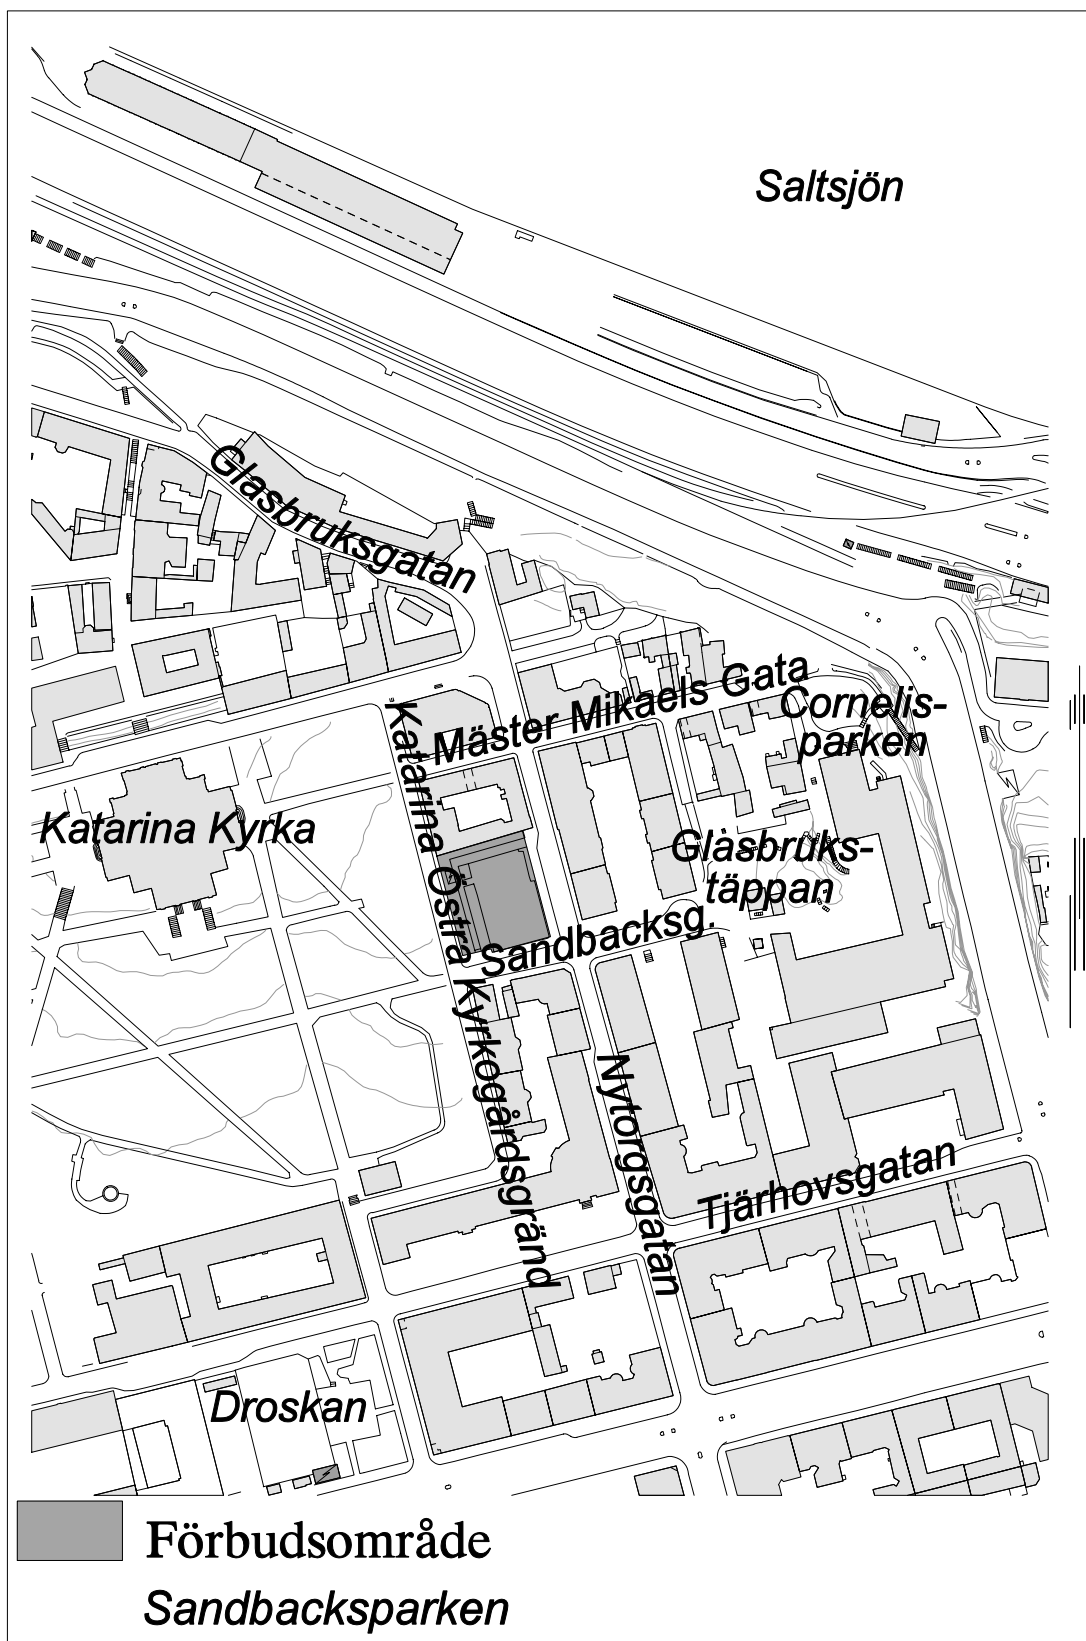 Saltsjön
Glasbruksgatan
Mäster Mikaels Gata
Cornelis-
parken
Katarina Östra Kyrkogårdsgränd
Katarina Kyrka
Glasbruks-
täppan
Sandbacksg.
Nytorgsgatan
Tjärhovsgatan
Droskan
Förbudsområde
Sandbacksparken